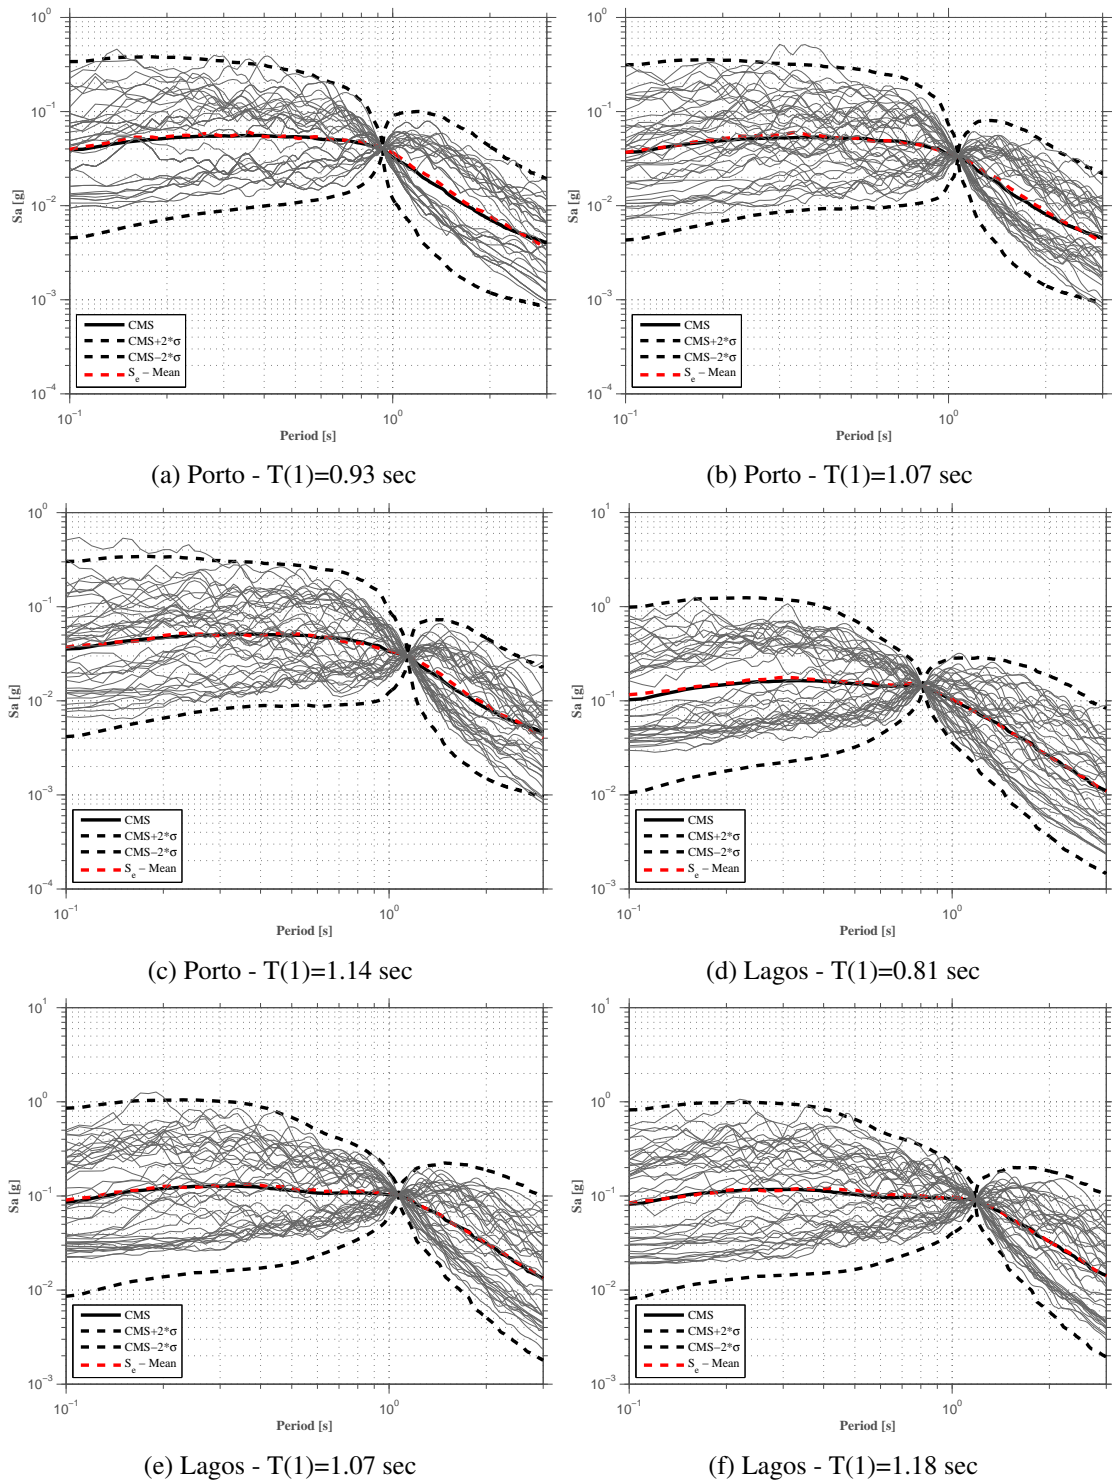 10^0
10^-1
10^-2
10^-3
10^-4
Sa [g]
CMS
CMS+2*σ
CMS−2*σ
S_e − Mean
10^-1
10^0
Period [s]
(a) Porto - T(1)=0.93 sec
10^0
10^-1
10^-2
10^-3
10^-4
Sa [g]
CMS
CMS+2*σ
CMS−2*σ
S_e − Mean
10^-1
10^0
Period [s]
(b) Porto - T(1)=1.07 sec
10^0
10^-1
10^-2
10^-3
10^-4
Sa [g]
CMS
CMS+2*σ
CMS−2*σ
S_e − Mean
10^-1
10^0
Period [s]
(c) Porto - T(1)=1.14 sec
10^1
10^0
10^-1
10^-2
10^-3
Sa [g]
CMS
CMS+2*σ
CMS−2*σ
S_e − Mean
10^-1
10^0
Period [s]
(d) Lagos - T(1)=0.81 sec
10^1
10^0
10^-1
10^-2
10^-3
Sa [g]
CMS
CMS+2*σ
CMS−2*σ
S_e − Mean
10^-1
10^0
Period [s]
(e) Lagos - T(1)=1.07 sec
10^1
10^0
10^-1
10^-2
10^-3
Sa [g]
CMS
CMS+2*σ
CMS−2*σ
S_e − Mean
10^-1
10^0
Period [s]
(f) Lagos - T(1)=1.18 sec